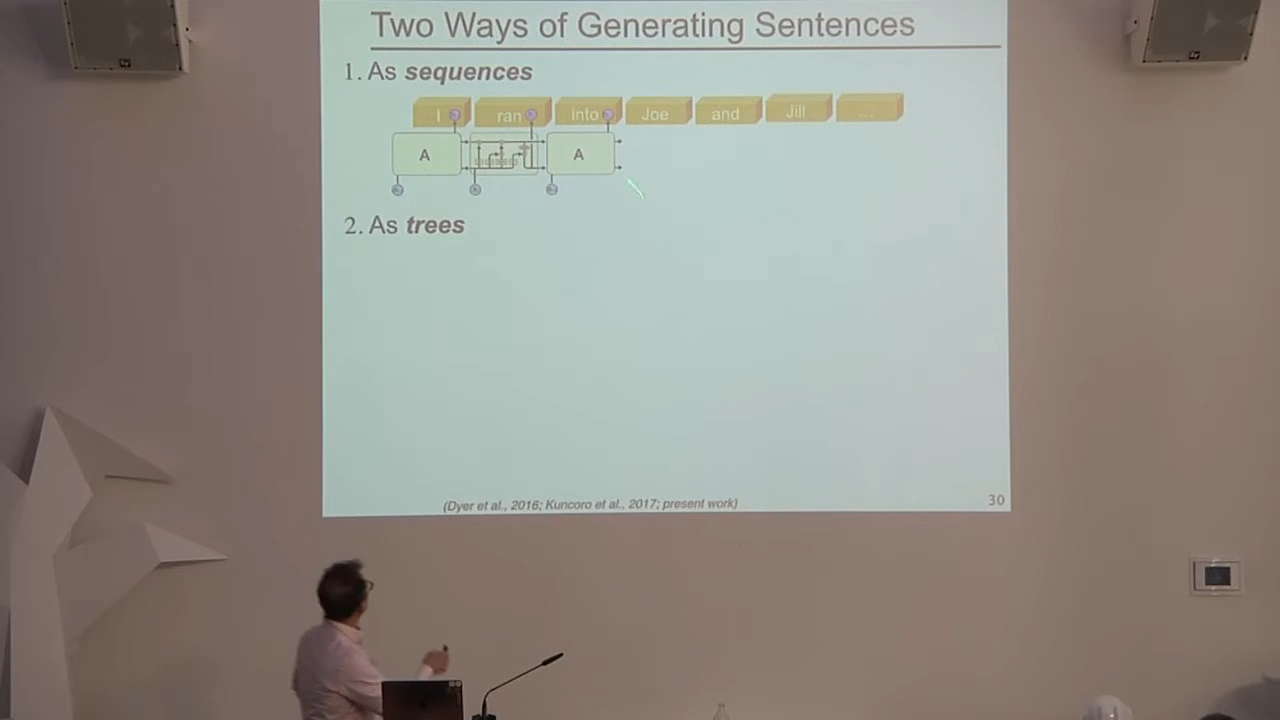 Two Ways of Generating Sentences
1. As sequences
I ran into Joe and Jill ...
A A
2. As trees
(Dyer et al., 2016; Kuncoro et al., 2017; present work)
30